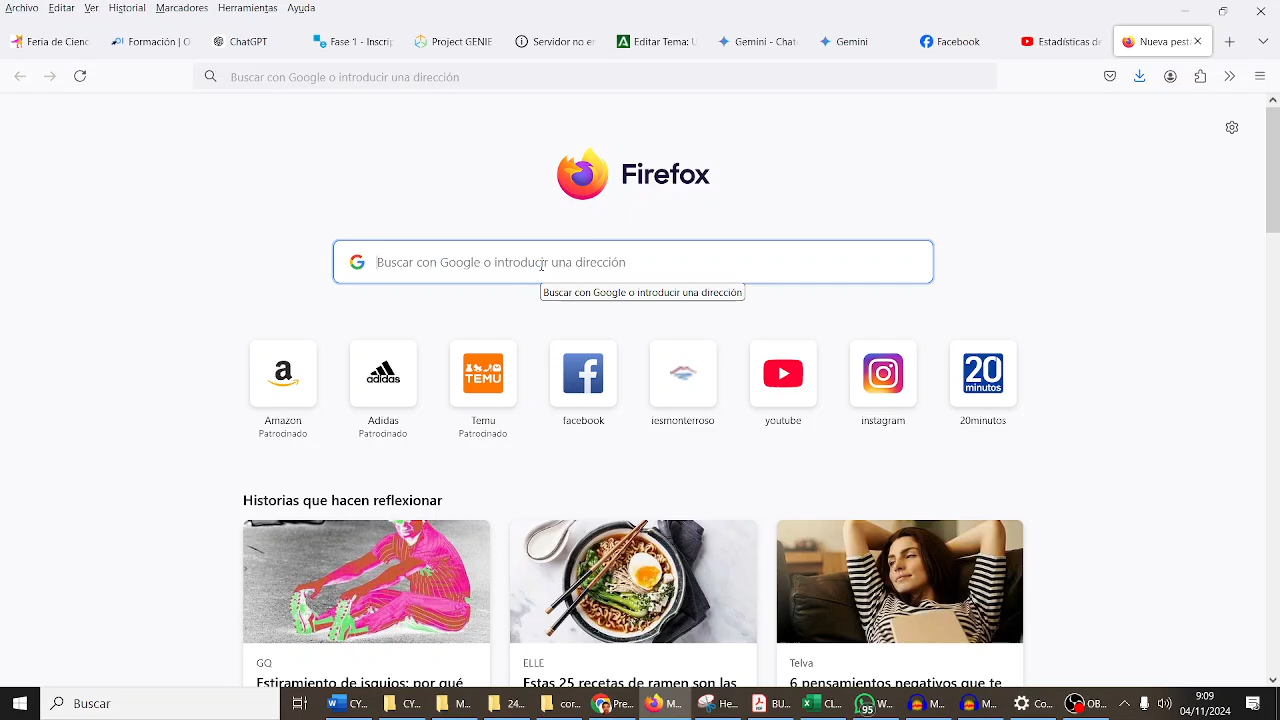 Archivo Editar Ver Historial Marcadores Herramientas Ayuda
Feria de Cienc Formación | C ChatGPT Fase 1 - Inscrip Project GENIE Servidor no en Editar Tema: U Gemini - Chat Gemini Facebook Estadísticas de Nueva pest
Buscar con Google o introducir una dirección
Firefox
Buscar con Google o introducir una dirección
Buscar con Google o introducir una dirección
a adidas TEMU f 20 minutos
Amazon Adidas Temu facebook iesmonterroso youtube instagram 20minutos
Patrocinado Patrocinado Patrocinado
Historias que hacen reflexionar
GQ ELLE Telva
Estiramiento de isquios: por qué Estas 25 recetas de ramen son las 6 pensamientos negativos que te
Buscar CY... C... N... M... con... Pe... M... He... BU... CL... 95 W... M... M... Co... OB... 9:09
04/11/2024